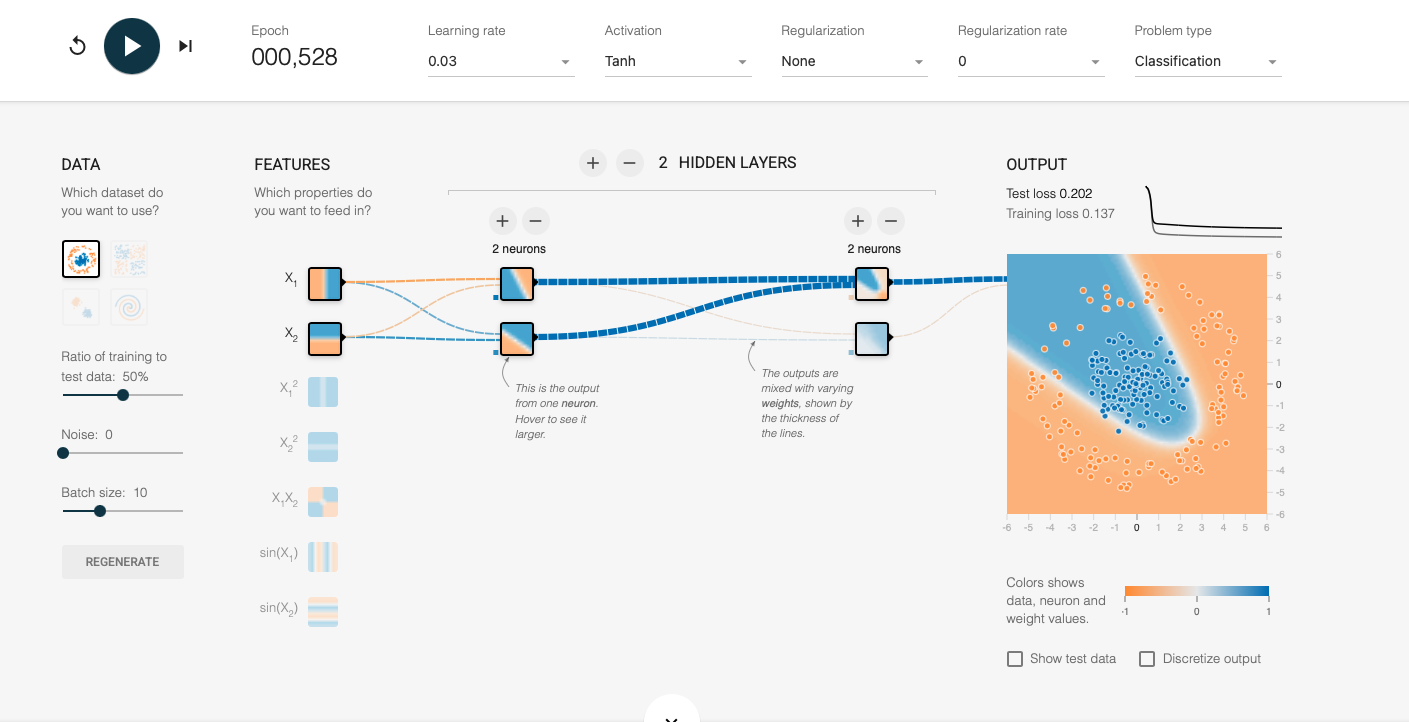 Epoch
000,528
Learning rate
0.03
Activation
Tanh
Regularization
None
Regularization rate
0
Problem type
Classification
DATA
Which dataset do
you want to use?
Ratio of training to
test data: 50%
Noise: 0
Batch size: 10
REGENERATE
FEATURES
Which properties do
you want to feed in?
X1
X2
X1²
X2²
X1X2
sin(X1)
sin(X2)
+ − 2 HIDDEN LAYERS
+ −
2 neurons
+ −
2 neurons
This is the output
from one neuron.
Hover to see it
larger.
The outputs are
mixed with varying
weights, shown by
the thickness of
the lines.
OUTPUT
Test loss 0.202
Training loss 0.137
6
5
4
3
2
1
0
-1
-2
-3
-4
-5
-6
-6 -5 -4 -3 -2 -1 0 1 2 3 4 5 6
Colors shows
data, neuron and
weight values.
-1 0 1
Show test data
Discretize output